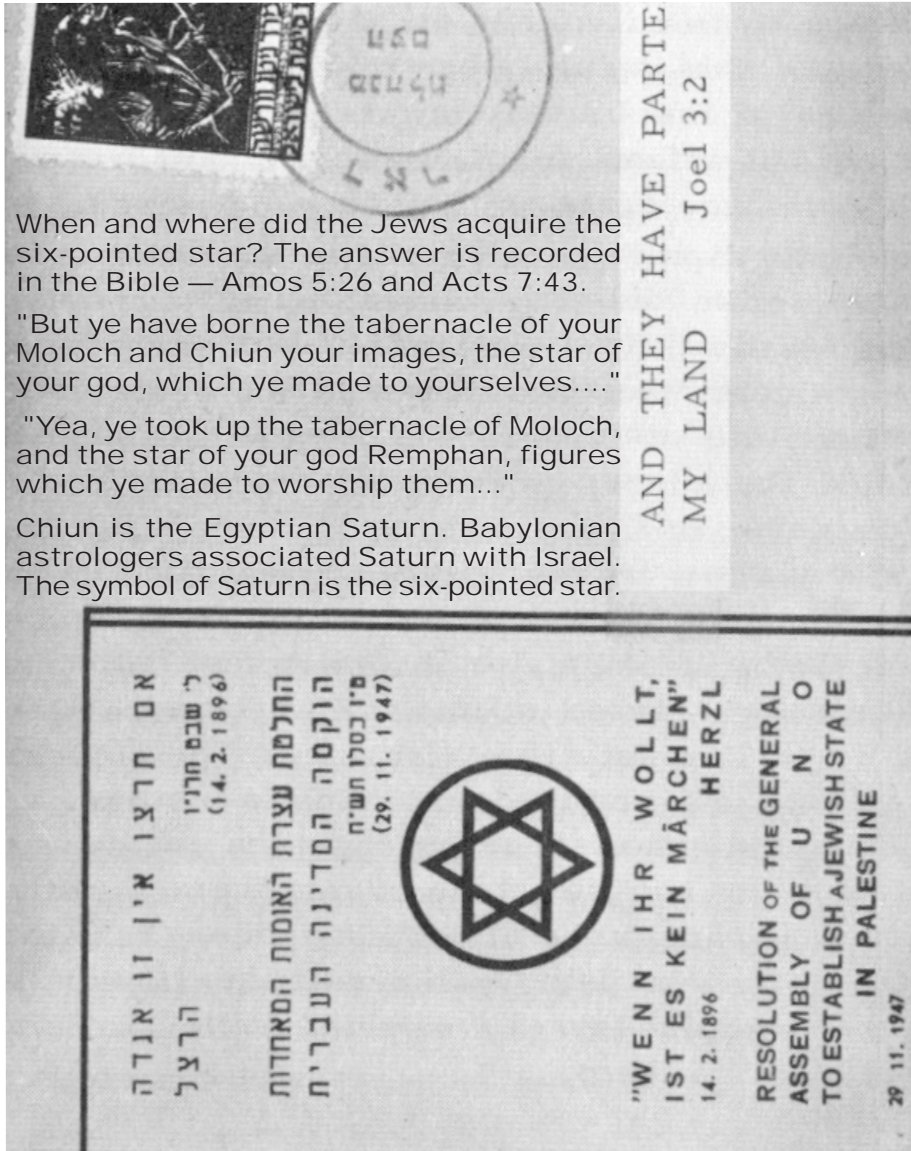 דאר
מנהלת
העם
AND THEY HAVE PARTE
MY LAND Joel 3:2
When and where did the Jews acquire the
six-pointed star? The answer is recorded
in the Bible — Amos 5:26 and Acts 7:43.
"But ye have borne the tabernacle of your
Moloch and Chiun your images, the star of
your god, which ye made to yourselves...."
"Yea, ye took up the tabernacle of Moloch,
and the star of your god Remphan, figures
which ye made to worship them..."
Chiun is the Egyptian Saturn. Babylonian
astrologers associated Saturn with Israel.
The symbol of Saturn is the six-pointed star.
אם תרצו אין זו אגדה
הרצל
(14. 2. 1896)
החלטת עצרת האומות המאחדות
הוקמה המדינה העברית
ט"ז כסלו תש"ח
(29. 11. 1947)
"WENN IHR WOLLT,
IST ES KEIN MÄRCHEN"
14. 2. 1896 HERZL
RESOLUTION OF THE GENERAL
ASSEMBLY OF U N O
TO ESTABLISH A JEWISH STATE
IN PALESTINE
29 11. 1947